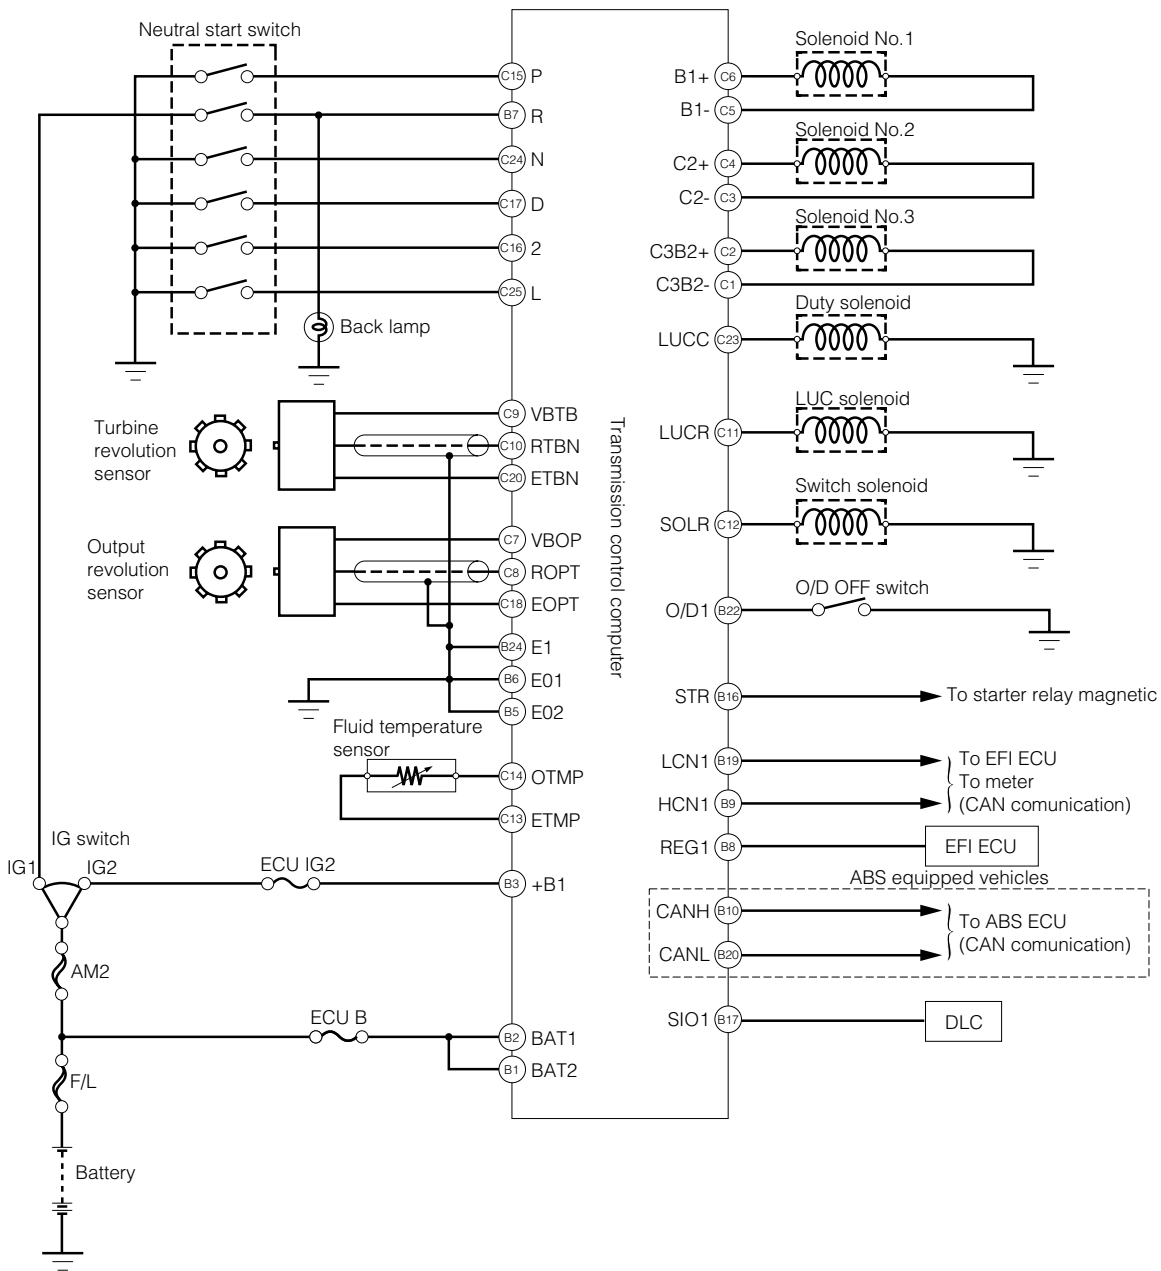 Neutral start switch
C15 P
B7 R
C24 N
C17 D
C16 2
C25 L
Back lamp
Turbine
revolution
sensor
C9 VBTB
C10 RTBN
C20 ETBN
Output
revolution
sensor
C7 VBOP
C8 ROPT
C18 EOPT
B24 E1
B6 E01
B5 E02
Fluid temperature
sensor
C14 OTMP
C13 ETMP
IG switch
IG1
IG2
ECU IG2
B3 +B1
AM2
ECU B
B2 BAT1
B1 BAT2
F/L
Battery
Transmission control computer
Solenoid No.1
B1+ C6
B1- C5
Solenoid No.2
C2+ C4
C2- C3
Solenoid No.3
C3B2+ C2
C3B2- C1
Duty solenoid
LUCC C23
LUC solenoid
LUCR C11
Switch solenoid
SOLR C12
O/D OFF switch
O/D1 B22
STR B16 To starter relay magnetic
LCN1 B19 To EFI ECU
To meter
HCN1 B9 (CAN comunication)
REG1 B8 EFI ECU
ABS equipped vehicles
CANH B10 To ABS ECU
(CAN comunication)
CANL B20
SIO1 B17 DLC